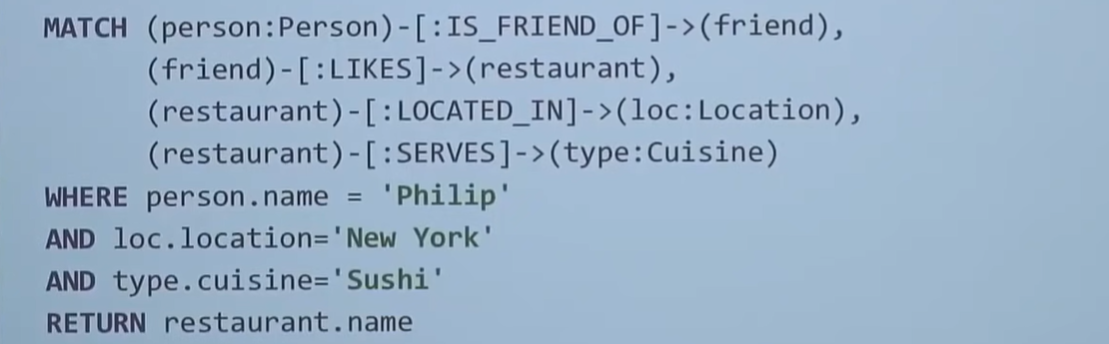 MATCH (person:Person)-[:IS_FRIEND_OF]->(friend),
(friend)-[:LIKES]->(restaurant),
(restaurant)-[:LOCATED_IN]->(loc:Location),
(restaurant)-[:SERVES]->(type:Cuisine)
WHERE person.name = 'Philip'
AND loc.location='New York'
AND type.cuisine='Sushi'
RETURN restaurant.name